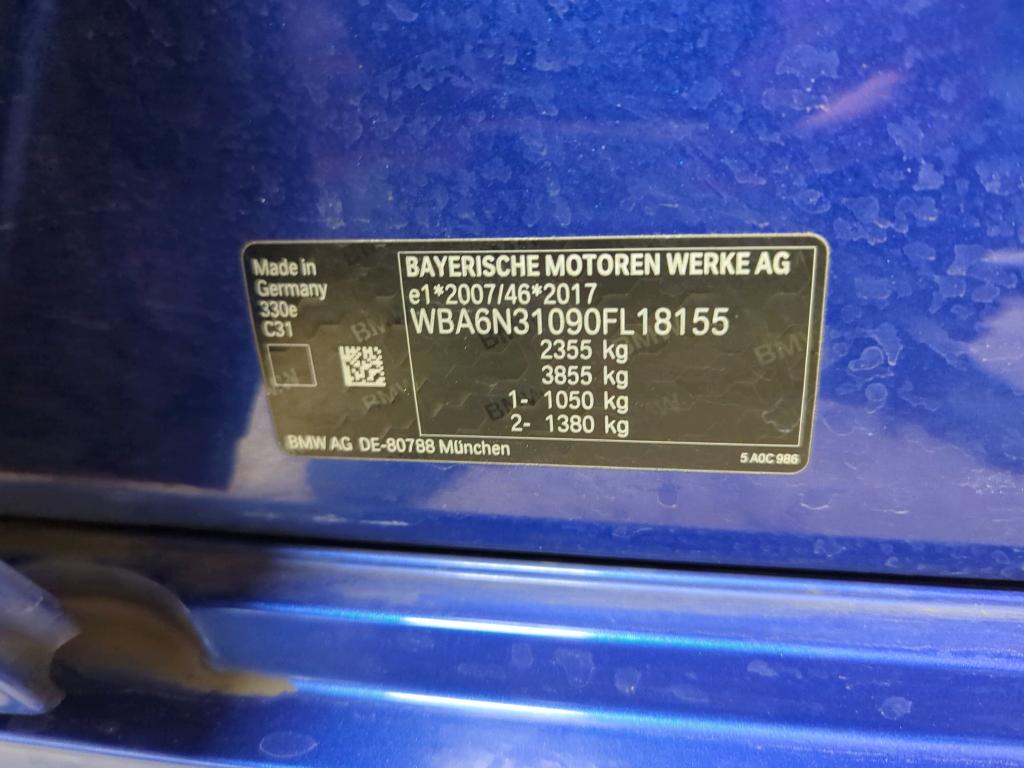 Made in
Germany
330e
C31
BAYERISCHE MOTOREN WERKE AG
e1*2007/46*2017
WBA6N31090FL18155
2355 kg
3855 kg
1- 1050 kg
2- 1380 kg
BMW AG DE-80788 München
5 A0C 986